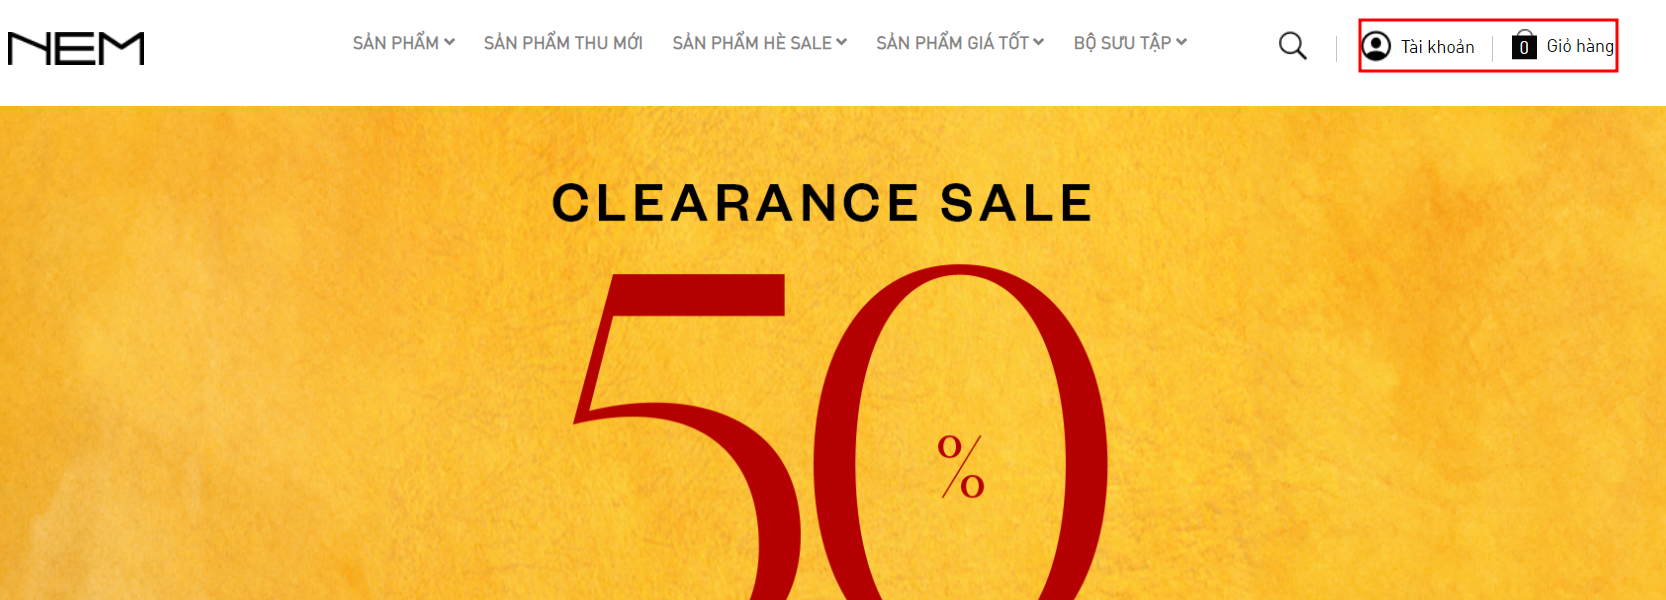 NEM
SẢN PHẨM SẢN PHẨM THU MỚI SẢN PHẨM HÈ SALE SẢN PHẨM GIÁ TỐT BỘ SƯU TẬP Tài khoản 0 Giỏ hàng
CLEARANCE SALE
50
%